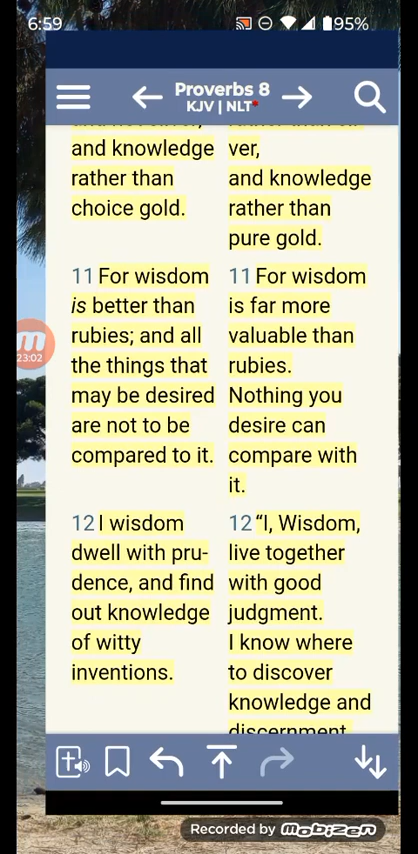 6:59
95%
Proverbs 8
KJV | NLT*
and knowledge
rather than
choice gold.
11 For wisdom
is better than
rubies; and all
the things that
may be desired
are not to be
compared to it.
12 I wisdom
dwell with pru-
dence, and find
out knowledge
of witty
inventions.
ver,
and knowledge
rather than
pure gold.
11 For wisdom
is far more
valuable than
rubies.
Nothing you
desire can
compare with
it.
12 “I, Wisdom,
live together
with good
judgment.
I know where
to discover
knowledge and
discernment
23:02
Recorded by mobizen